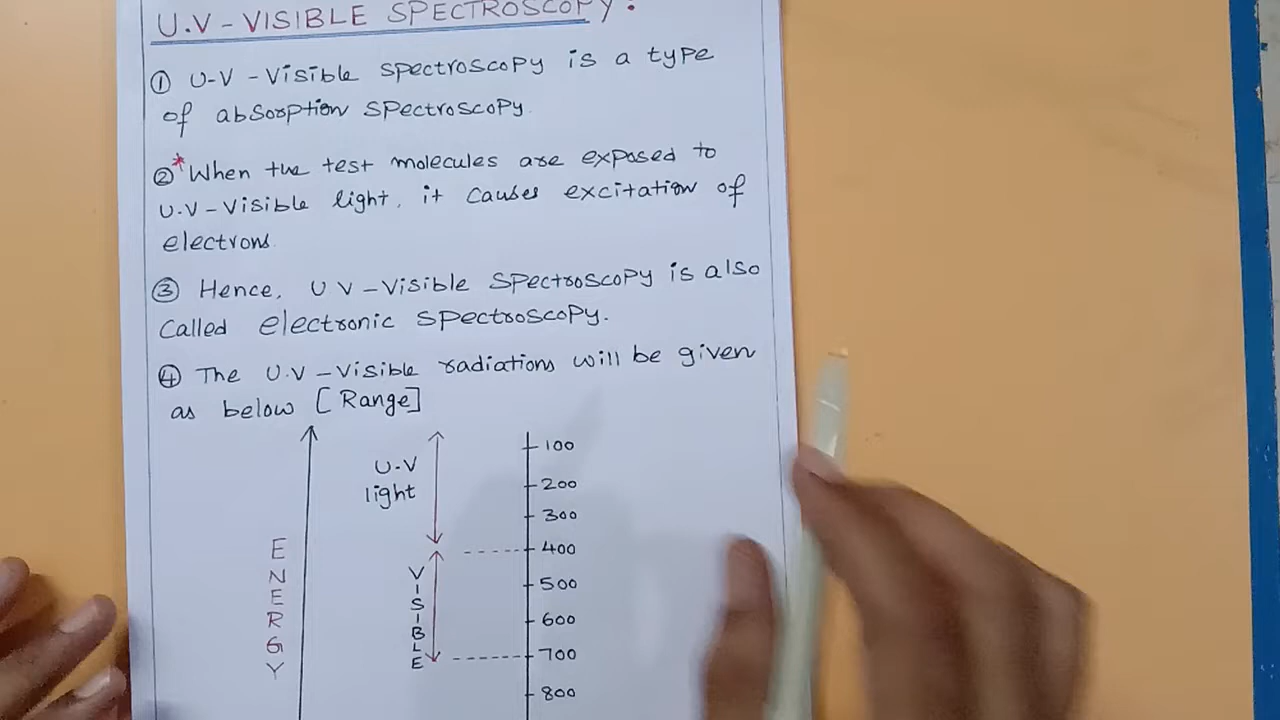 U.V - VISIBLE SPECTROSCOPY:
① U-V - Visible spectroscopy is a type
of absorption spectroscopy.
②* When the test molecules are exposed to
U.V-Visible light, it causes excitation of
electrons.
③ Hence, U V - Visible spectroscopy is also
called electronic spectroscopy.
④ The U.V - Visible radiations will be given
as below [Range]
100
U-V
light
200
300
400
500
600
700
800
VISIBLE
ENERGY